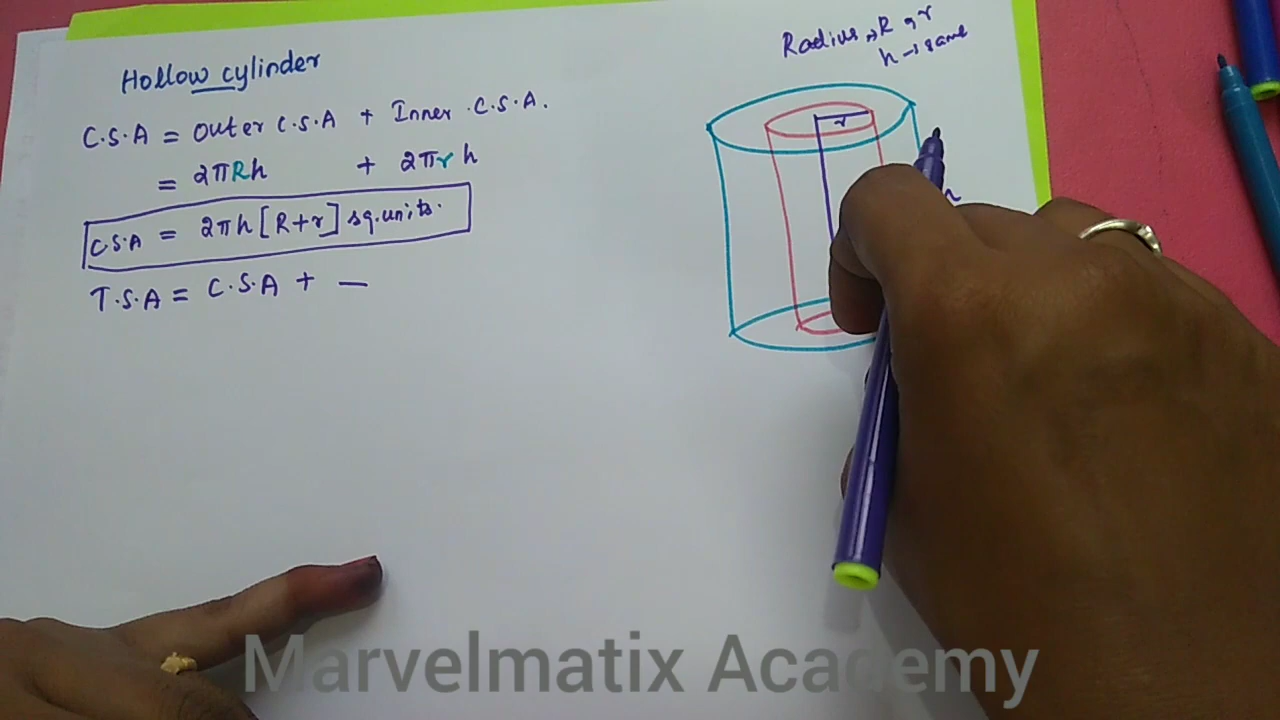 Hollow cylinder
C.S.A = Outer C.S.A + Inner C.S.A.
= 2πRh + 2πrh
C.S.A = 2πh[R+r] sq.units.
T.S.A = C.S.A + —
Radius → R, r
h → same
r
h
Marvelmatix Academy